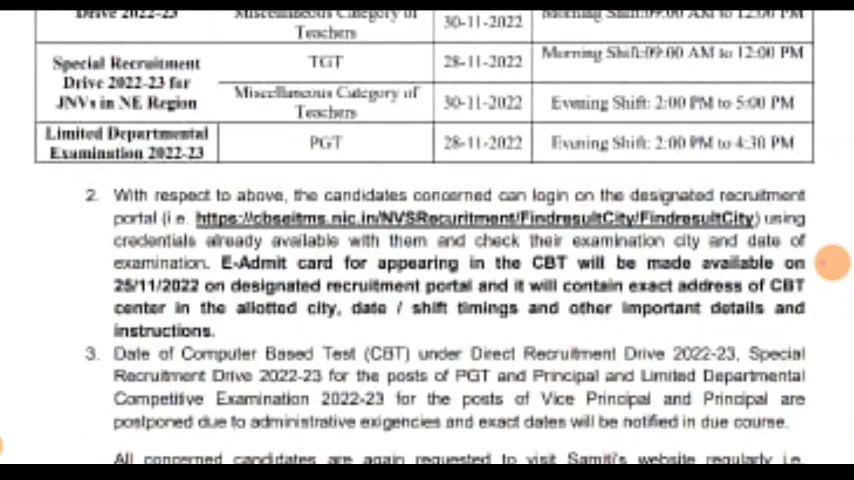 Drive 2022-23 Miscellaneous Category of Teachers 30-11-2022 Morning Shift:09:00 AM to 12:00 PM
Special Recruitment Drive 2022-23 for JNVs in NE Region TGT 28-11-2022 Morning Shift:09:00 AM to 12:00 PM
Miscellaneous Category of Teachers 30-11-2022 Evening Shift: 2:00 PM to 5:00 PM
Limited Departmental Examination 2022-23 PGT 28-11-2022 Evening Shift: 2:00 PM to 4:30 PM
2. With respect to above, the candidates concerned can login on the designated recruitment
portal (i.e. https://cbseitms.nic.in/NVSRecuritment/FindresultCity/FindresultCity) using
credentials already available with them and check their examination city and date of
examination. E-Admit card for appearing in the CBT will be made available on
25/11/2022 on designated recruitment portal and it will contain exact address of CBT
center in the allotted city, date / shift timings and other important details and
instructions.
3. Date of Computer Based Test (CBT) under Direct Recruitment Drive 2022-23, Special
Recruitment Drive 2022-23 for the posts of PGT and Principal and Limited Departmental
Competitive Examination 2022-23 for the posts of Vice Principal and Principal are
postponed due to administrative exigencies and exact dates will be notified in due course.
All concerned candidates are again requested to visit Samiti's website regularly i.e.